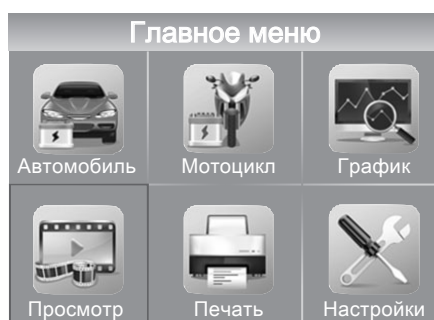 Главное меню
Автомобиль Мотоцикл График
Просмотр Печать Настройки